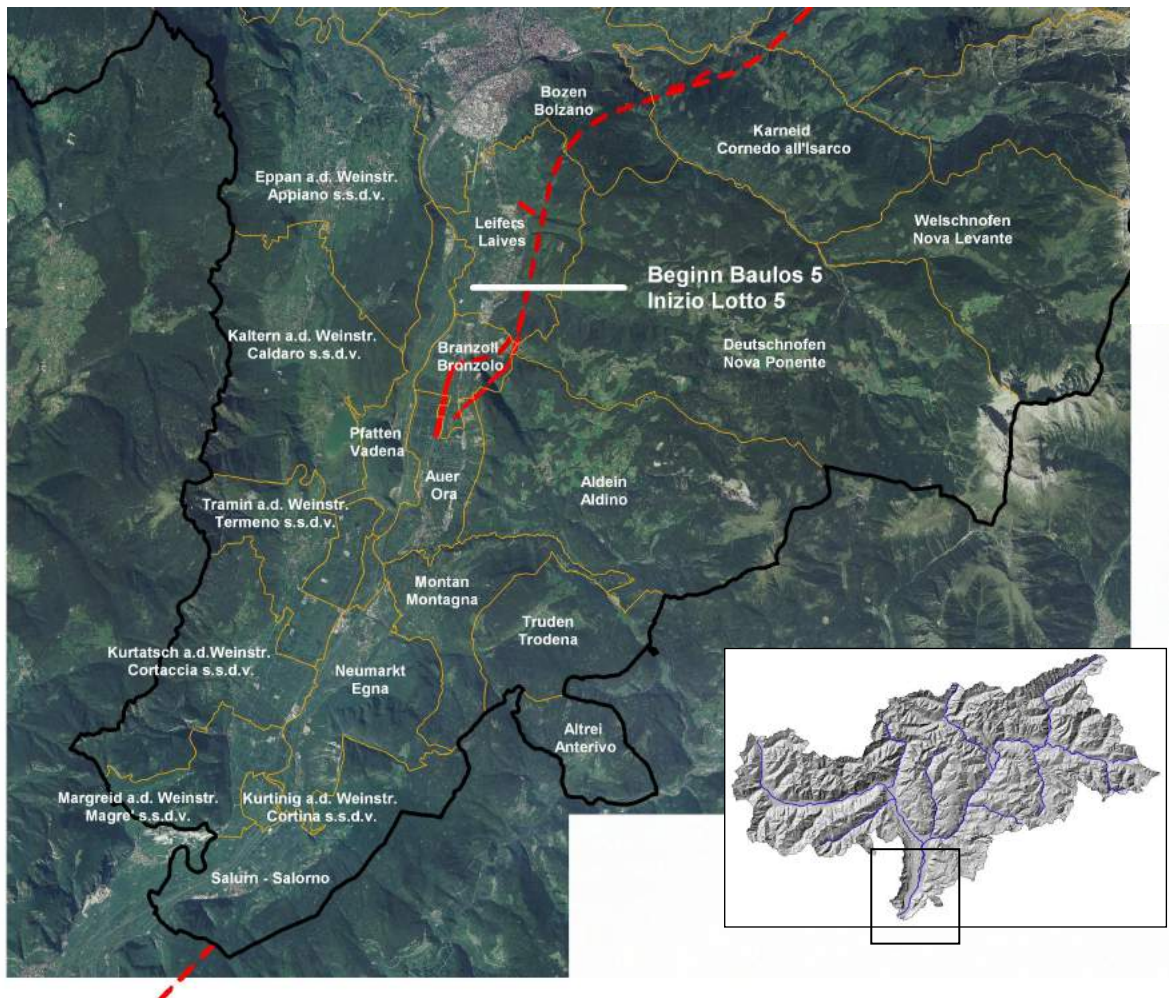 Bozen
Bolzano
Karneid
Cornedo all'Isarco
Eppan a.d. Weinstr.
Appiano s.s.d.v.
Leifers
Laives
Welschnofen
Nova Levante
Beginn Baulos 5
Inizio Lotto 5
Kaltern a.d. Weinstr.
Caldaro s.s.d.v.
Branzoll
Bronzolo
Deutschnofen
Nova Ponente
Pfatten
Vadena
Auer
Ora
Aldein
Aldino
Tramin a.d. Weinstr.
Termeno s.s.d.v.
Montan
Montagna
Truden
Trodena
Kurtatsch a.d.Weinstr.
Cortaccia s.s.d.v.
Neumarkt
Egna
Altrei
Anterivo
Margreid a.d. Weinstr.
Magre' s.s.d.v.
Kurtinig a.d. Weinstr.
Cortina s.s.d.v.
Salurn - Salorno